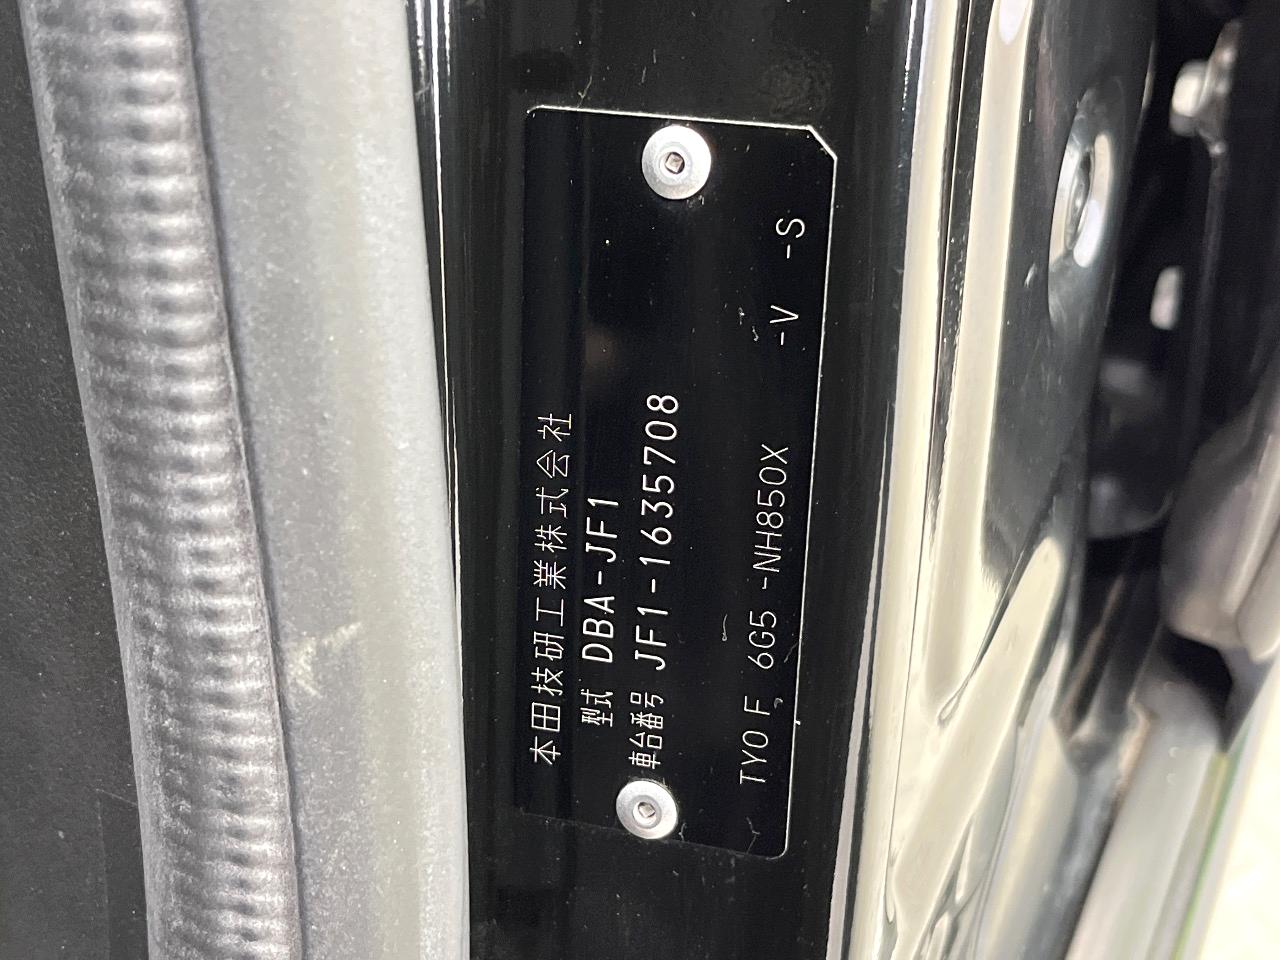 本田技研工業株式会社
型式 DBA-JF1
車台番号 JF1-1635708
TY0F 6G5 -NH850X -V -S